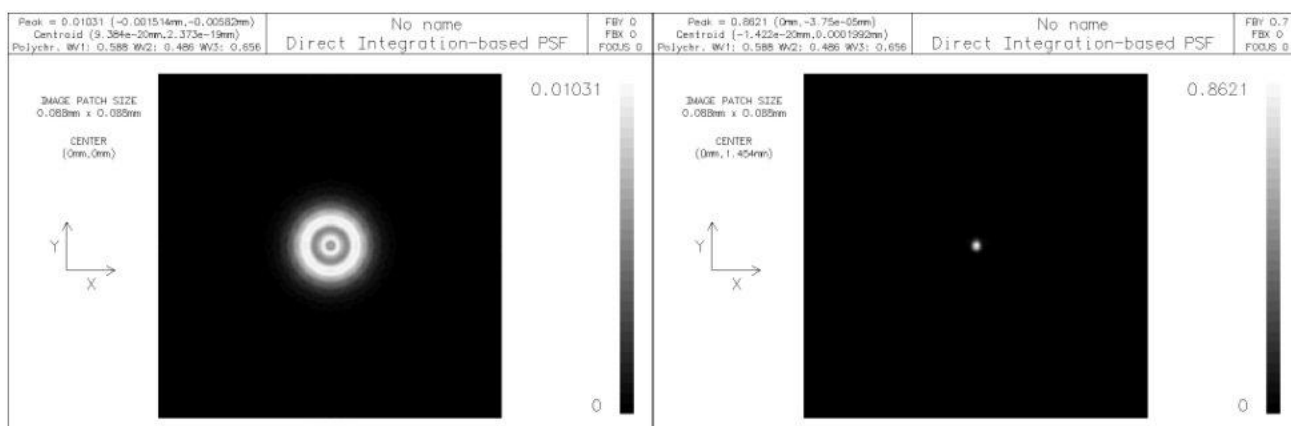 Peak = 0.01031 (-0.001514mm,-0.00582mm)
Centroid (9.384e-20mm,2.373e-19mm)
Polychr. WV1: 0.588 WV2: 0.486 WV3: 0.656
No name
Direct Integration-based PSF
FBY 0
FBX 0
FOCUS 0
IMAGE PATCH SIZE
0.088mm x 0.088mm
CENTER
(0mm,0mm)
Y
X
0.01031
0
Peak = 0.8621 (0mm,-3.75e-05mm)
Centroid (-1.422e-20mm,0.0001992mm)
Polychr. WV1: 0.588 WV2: 0.486 WV3: 0.656
No name
Direct Integration-based PSF
FBY 0.7
FBX 0
FOCUS 0
IMAGE PATCH SIZE
0.088mm x 0.088mm
CENTER
(0mm,1.454mm)
Y
X
0.8621
0